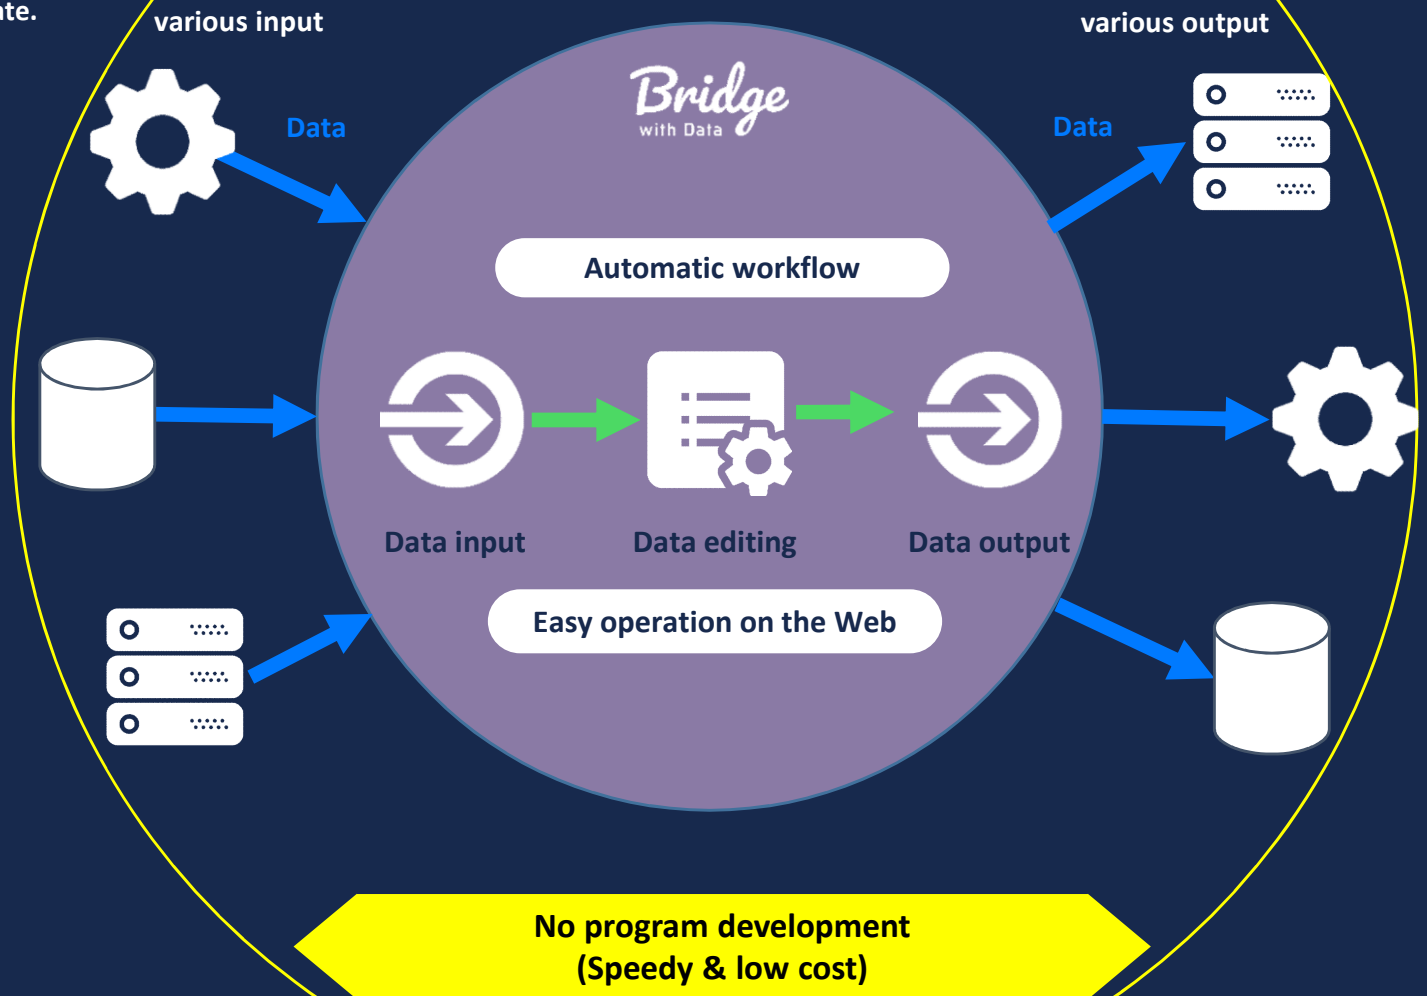 various input
various output
Bridge
with Data
Data
Data
Automatic workflow
Data input
Data editing
Data output
Easy operation on the Web
No program development
(Speedy & low cost)